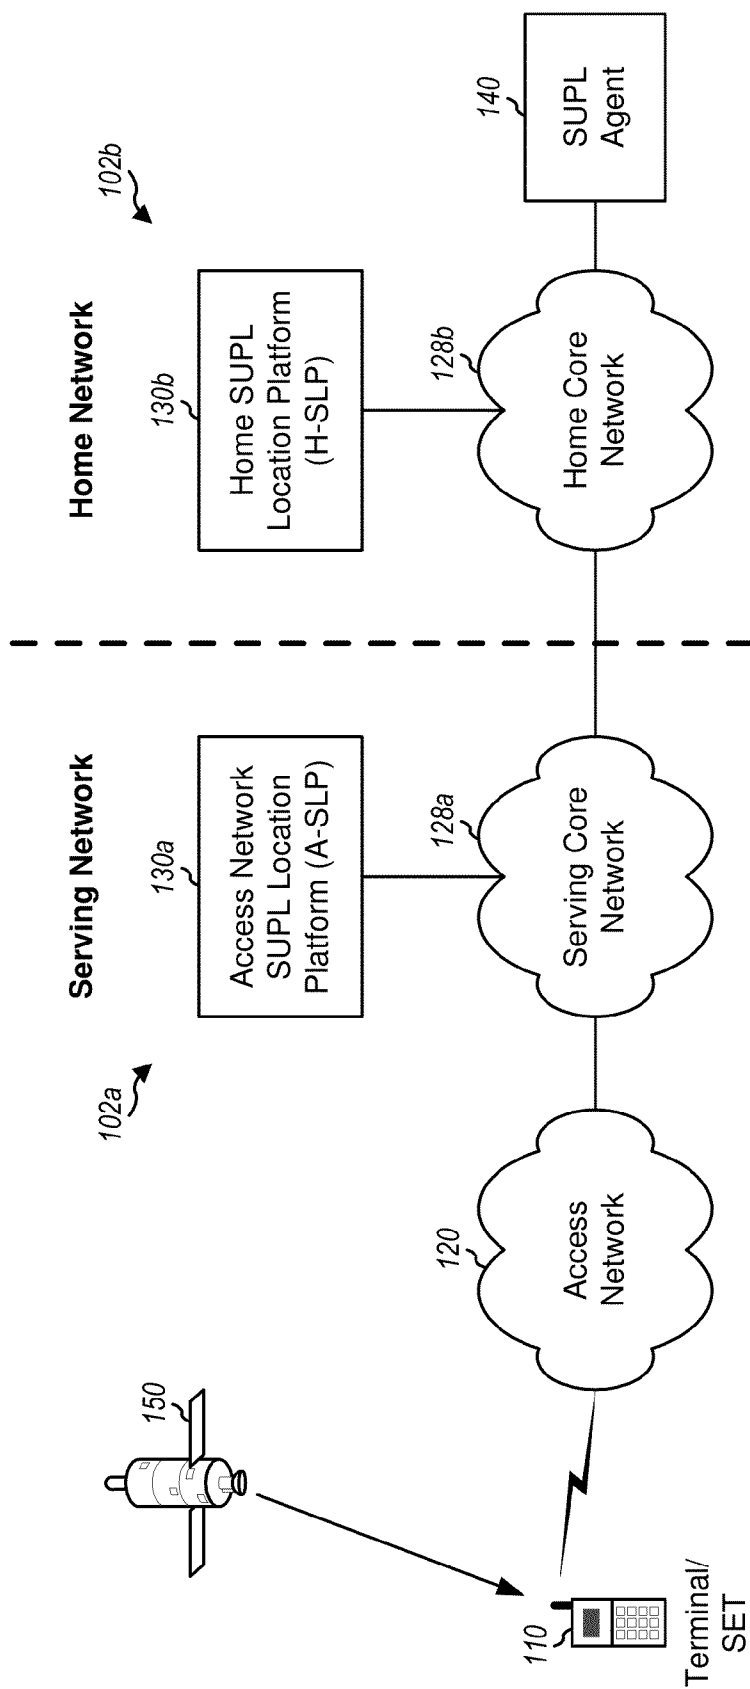 Serving Network
Home Network
102a
102b
130a
Access Network
SUPL Location
Platform (A-SLP)
130b
Home SUPL
Location Platform
(H-SLP)
150
110
Terminal/
SET
120
Access
Network
128a
Serving Core
Network
128b
Home Core
Network
140
SUPL
Agent